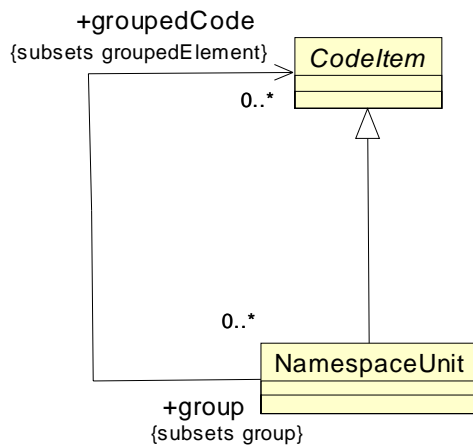 +groupedCode
{subsets groupedElement}
CodeItem
0..*
0..*
NamespaceUnit
+group
{subsets group}